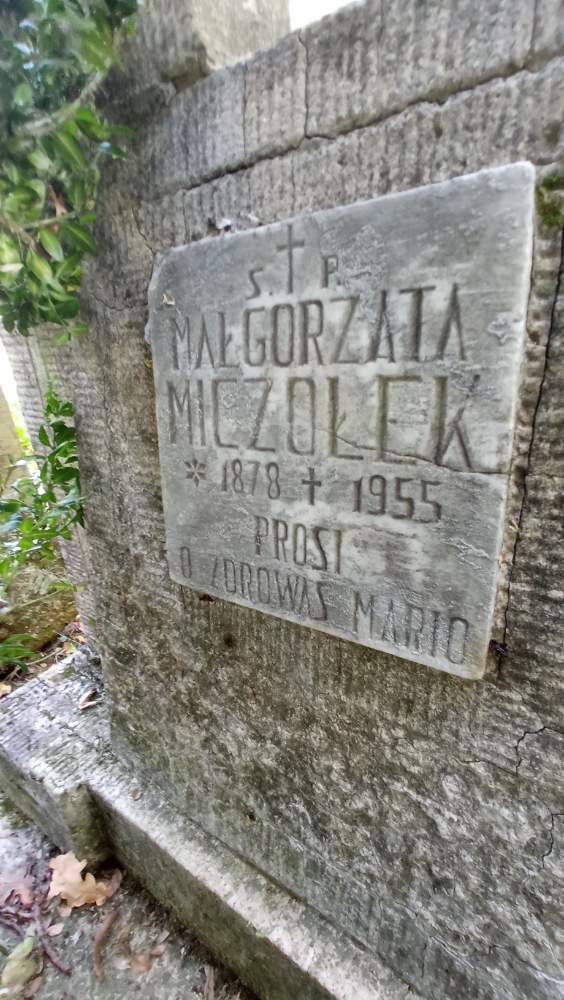 Ś. † P.
MAŁGORZATA
MICZOŁEK
* 1878 † 1955
PROSI
O ZDROWAŚ MARIO